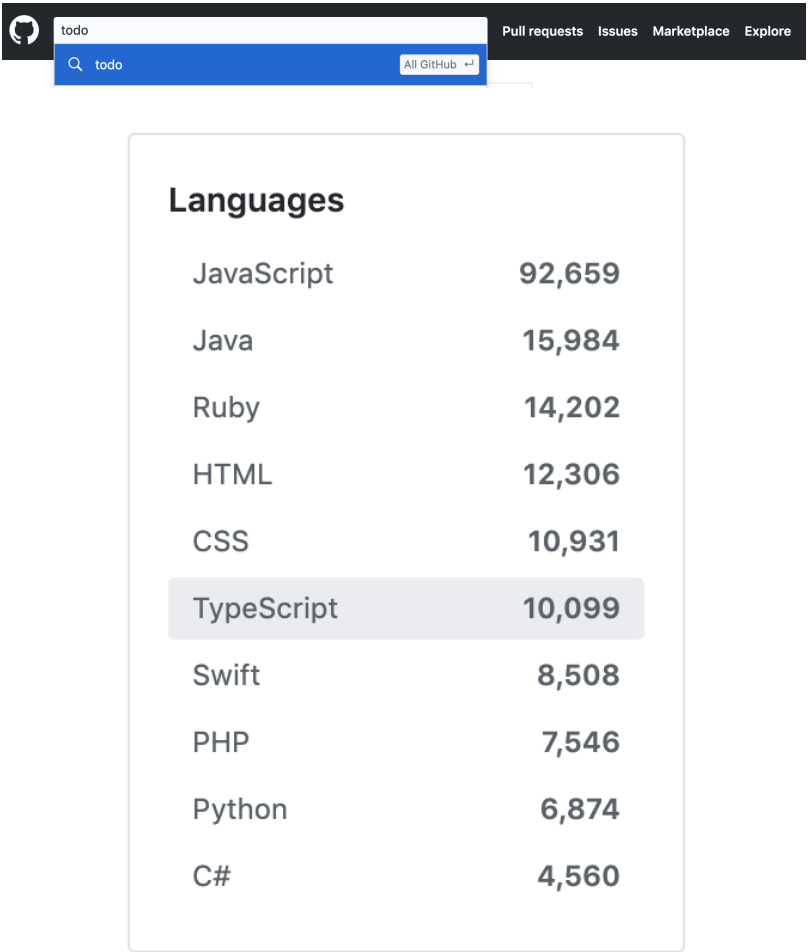 todo Pull requests Issues Marketplace Explore
todo All GitHub ↵
Languages
JavaScript 92,659
Java 15,984
Ruby 14,202
HTML 12,306
CSS 10,931
TypeScript 10,099
Swift 8,508
PHP 7,546
Python 6,874
C# 4,560